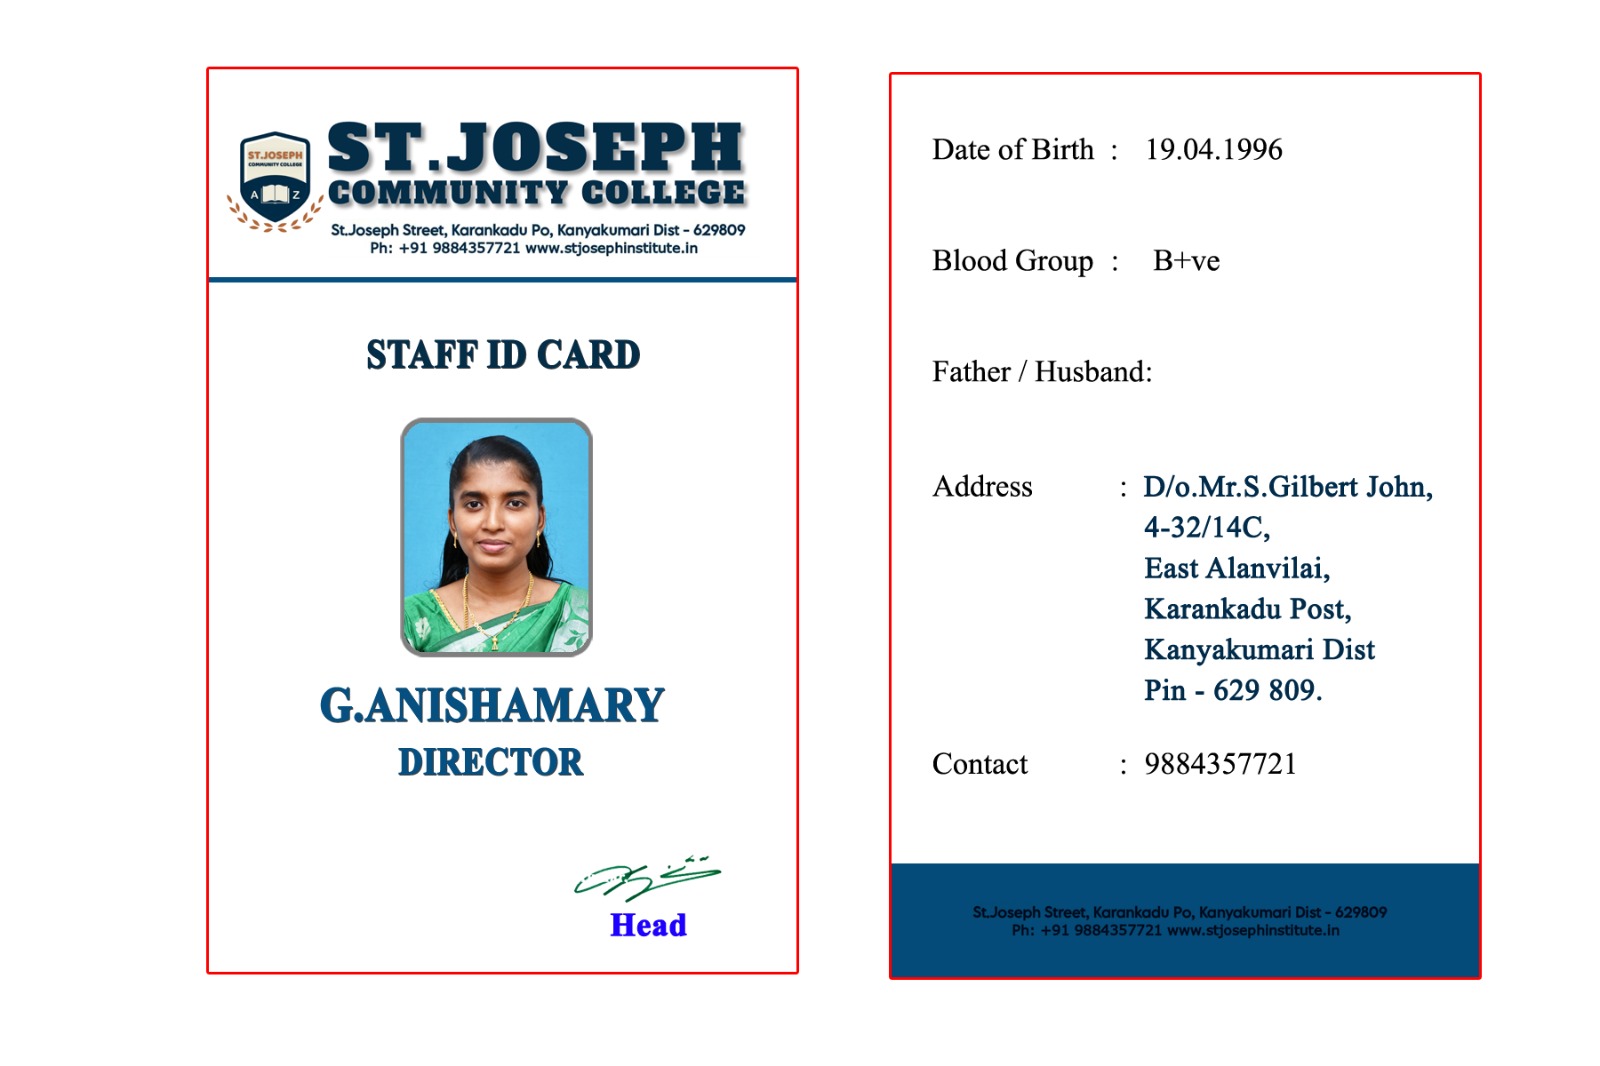 ST.JOSEPH
COMMUNITY COLLEGE
A Z
ST.JOSEPH
COMMUNITY COLLEGE
St.Joseph Street, Karankadu Po, Kanyakumari Dist - 629809
Ph: +91 9884357721 www.stjosephinstitute.in
STAFF ID CARD
G.ANISHAMARY
DIRECTOR
Head
Date of Birth : 19.04.1996
Blood Group : B+ve
Father / Husband:
Address : D/o.Mr.S.Gilbert John,
4-32/14C,
East Alanvilai,
Karankadu Post,
Kanyakumari Dist
Pin - 629 809.
Contact : 9884357721
St.Joseph Street, Karankadu Po, Kanyakumari Dist - 629809
Ph: +91 9884357721 www.stjosephinstitute.in